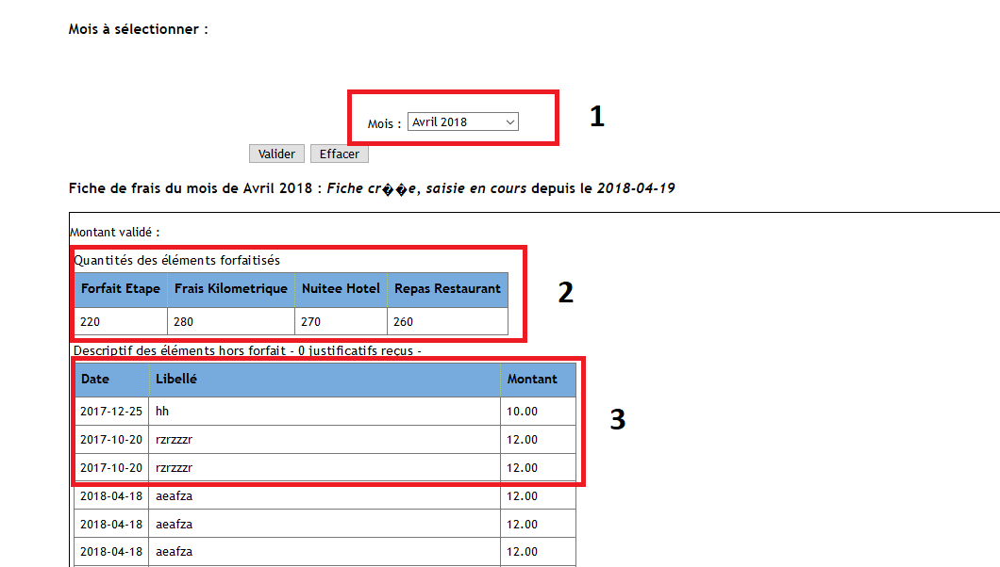 Mois à sélectionner :
Mois : Avril 2018 1
Valider Effacer
Fiche de frais du mois de Avril 2018 : Fiche cr��e, saisie en cours depuis le 2018-04-19
Montant validé :
Quantités des éléments forfaitisés
Forfait Etape Frais Kilometrique Nuitee Hotel Repas Restaurant 2
220 280 270 260
Descriptif des éléments hors forfait - 0 justificatifs reçus -
Date Libellé Montant
2017-12-25 hh 10.00 3
2017-10-20 rzrzzzr 12.00
2017-10-20 rzrzzzr 12.00
2018-04-18 aeafza 12.00
2018-04-18 aeafza 12.00
2018-04-18 aeafza 12.00